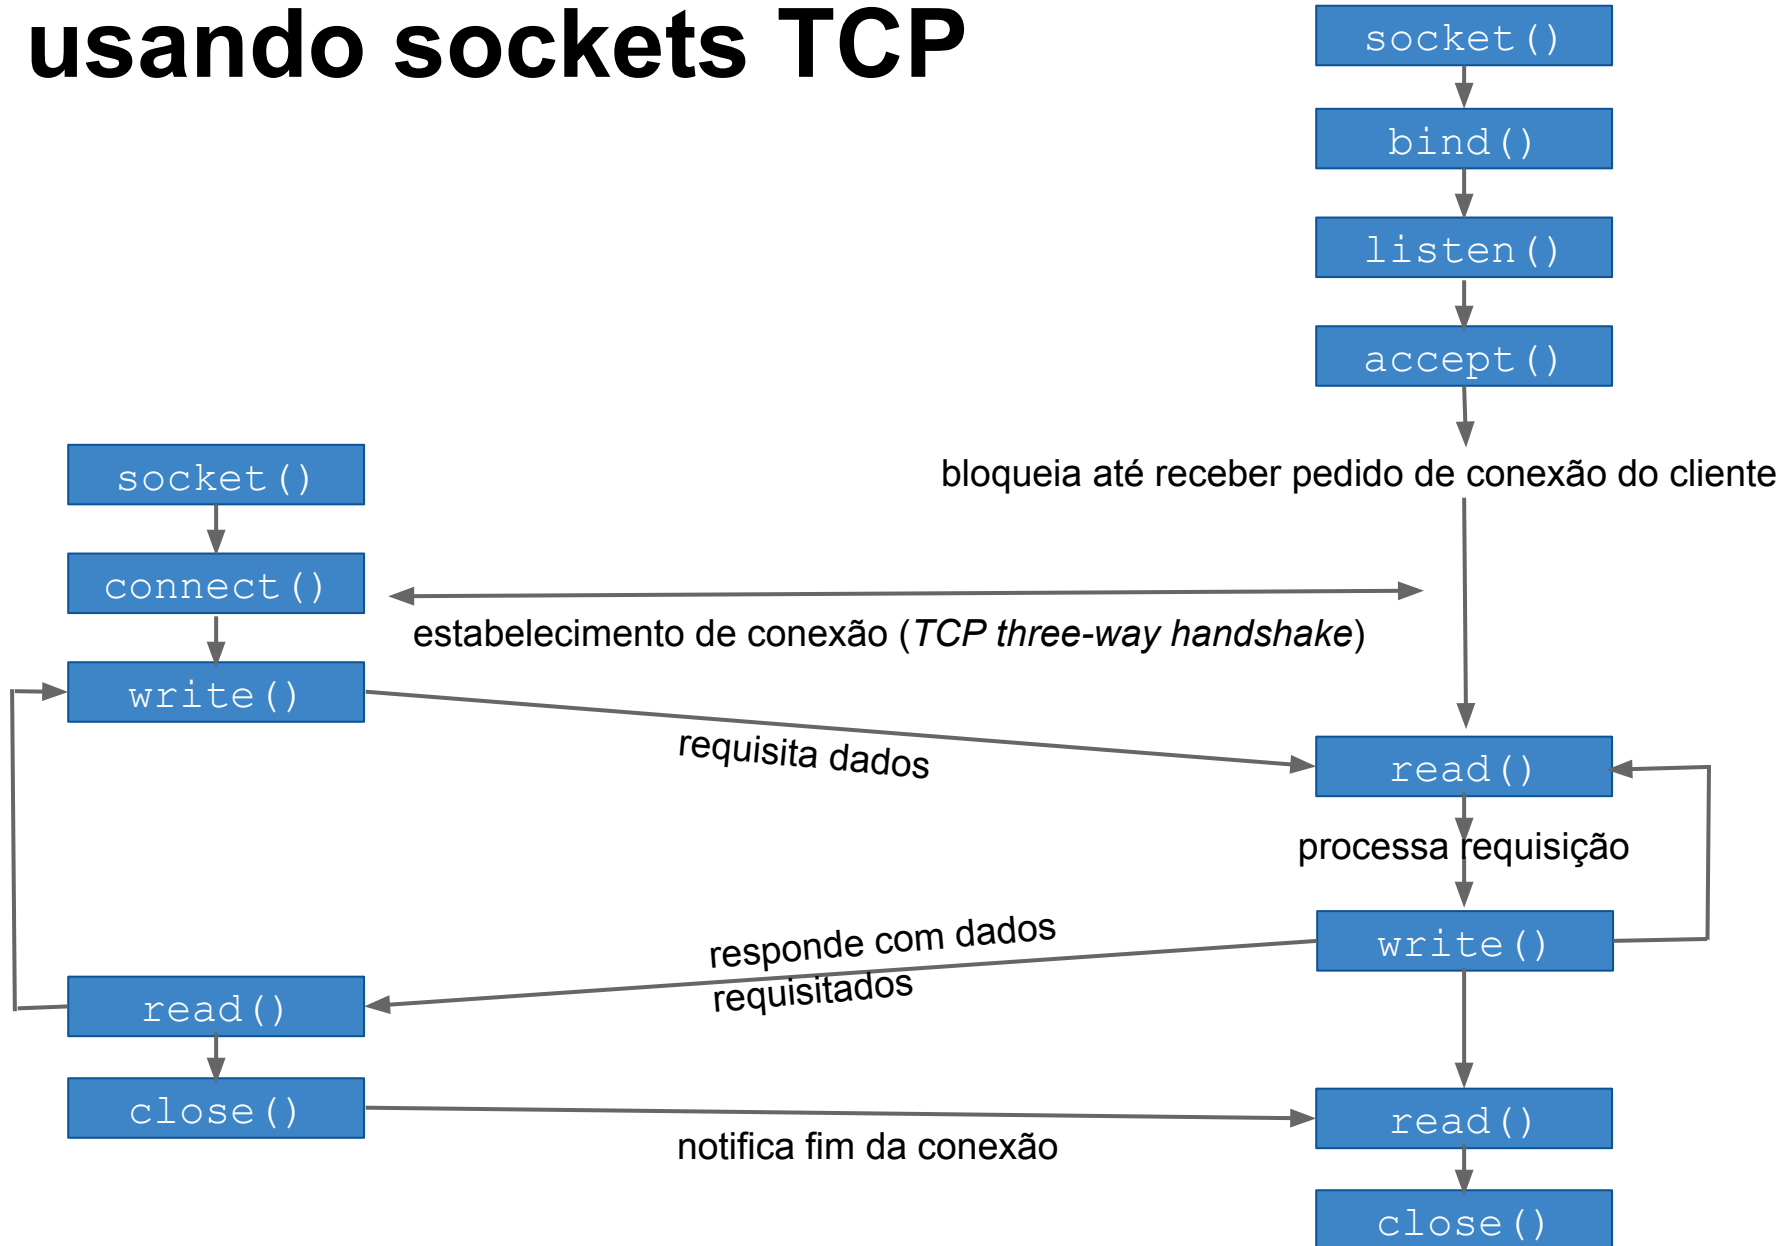 usando sockets TCP
socket()
bind()
listen()
accept()
bloqueia até receber pedido de conexão do cliente
socket()
connect()
estabelecimento de conexão (TCP three-way handshake)
write()
requisita dados
read()
processa requisição
write()
responde com dados
requisitados
read()
close()
notifica fim da conexão
read()
close()